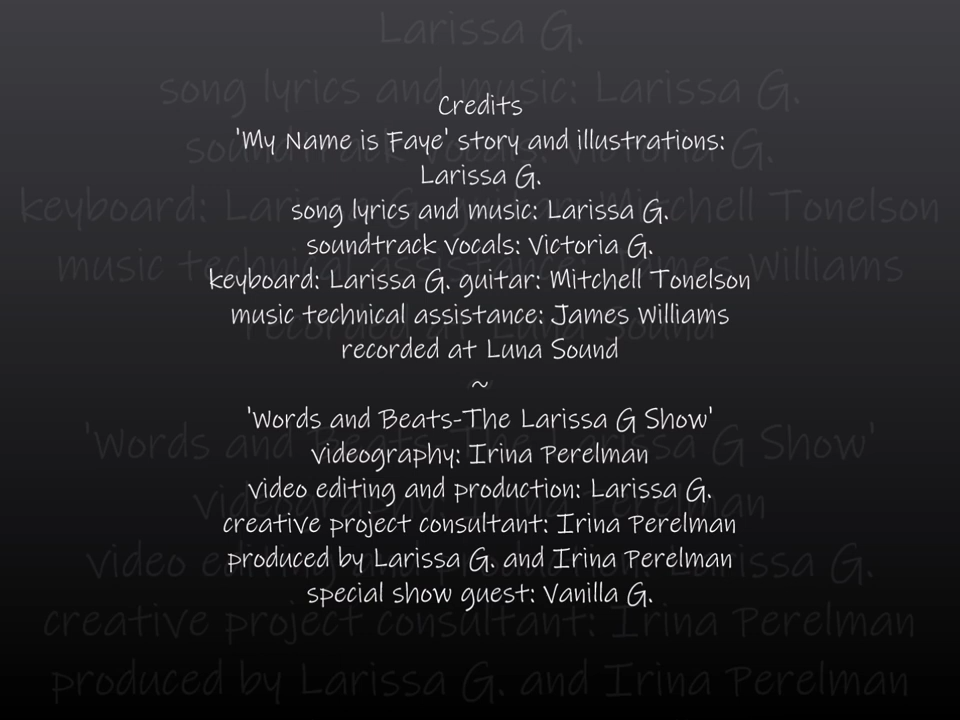 Credits
'My Name is Faye' story and illustrations:
Larissa G.
song lyrics and music: Larissa G.
soundtrack vocals: Victoria G.
keyboard: Larissa G. guitar: Mitchell Tonelson
music technical assistance: James Williams
recorded at Luna Sound
~
'Words and Beats-The Larissa G Show'
videography: Irina Perelman
video editing and production: Larissa G.
creative project consultant: Irina Perelman
produced by Larissa G. and Irina Perelman
special show guest: Vanilla G.